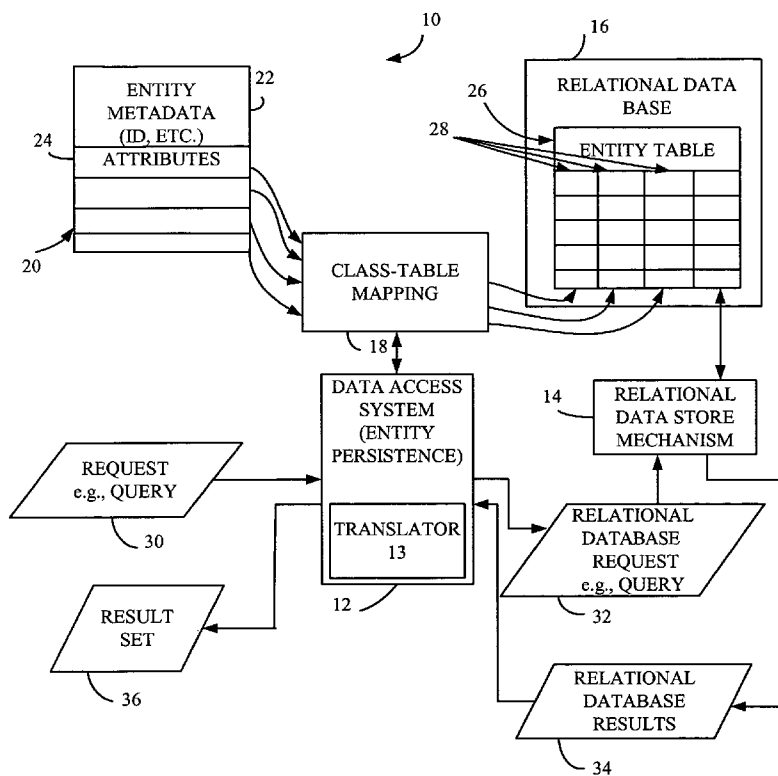 10
16
22
ENTITY
METADATA
(ID, ETC.)
24
ATTRIBUTES
20
RELATIONAL DATA
BASE
26
28
ENTITY TABLE
CLASS-TABLE
MAPPING
18
DATA ACCESS
SYSTEM
(ENTITY
PERSISTENCE)
TRANSLATOR
13
12
14
RELATIONAL
DATA STORE
MECHANISM
REQUEST
e.g., QUERY
30
RELATIONAL
DATABASE
REQUEST
e.g., QUERY
32
RESULT
SET
36
RELATIONAL
DATABASE
RESULTS
34